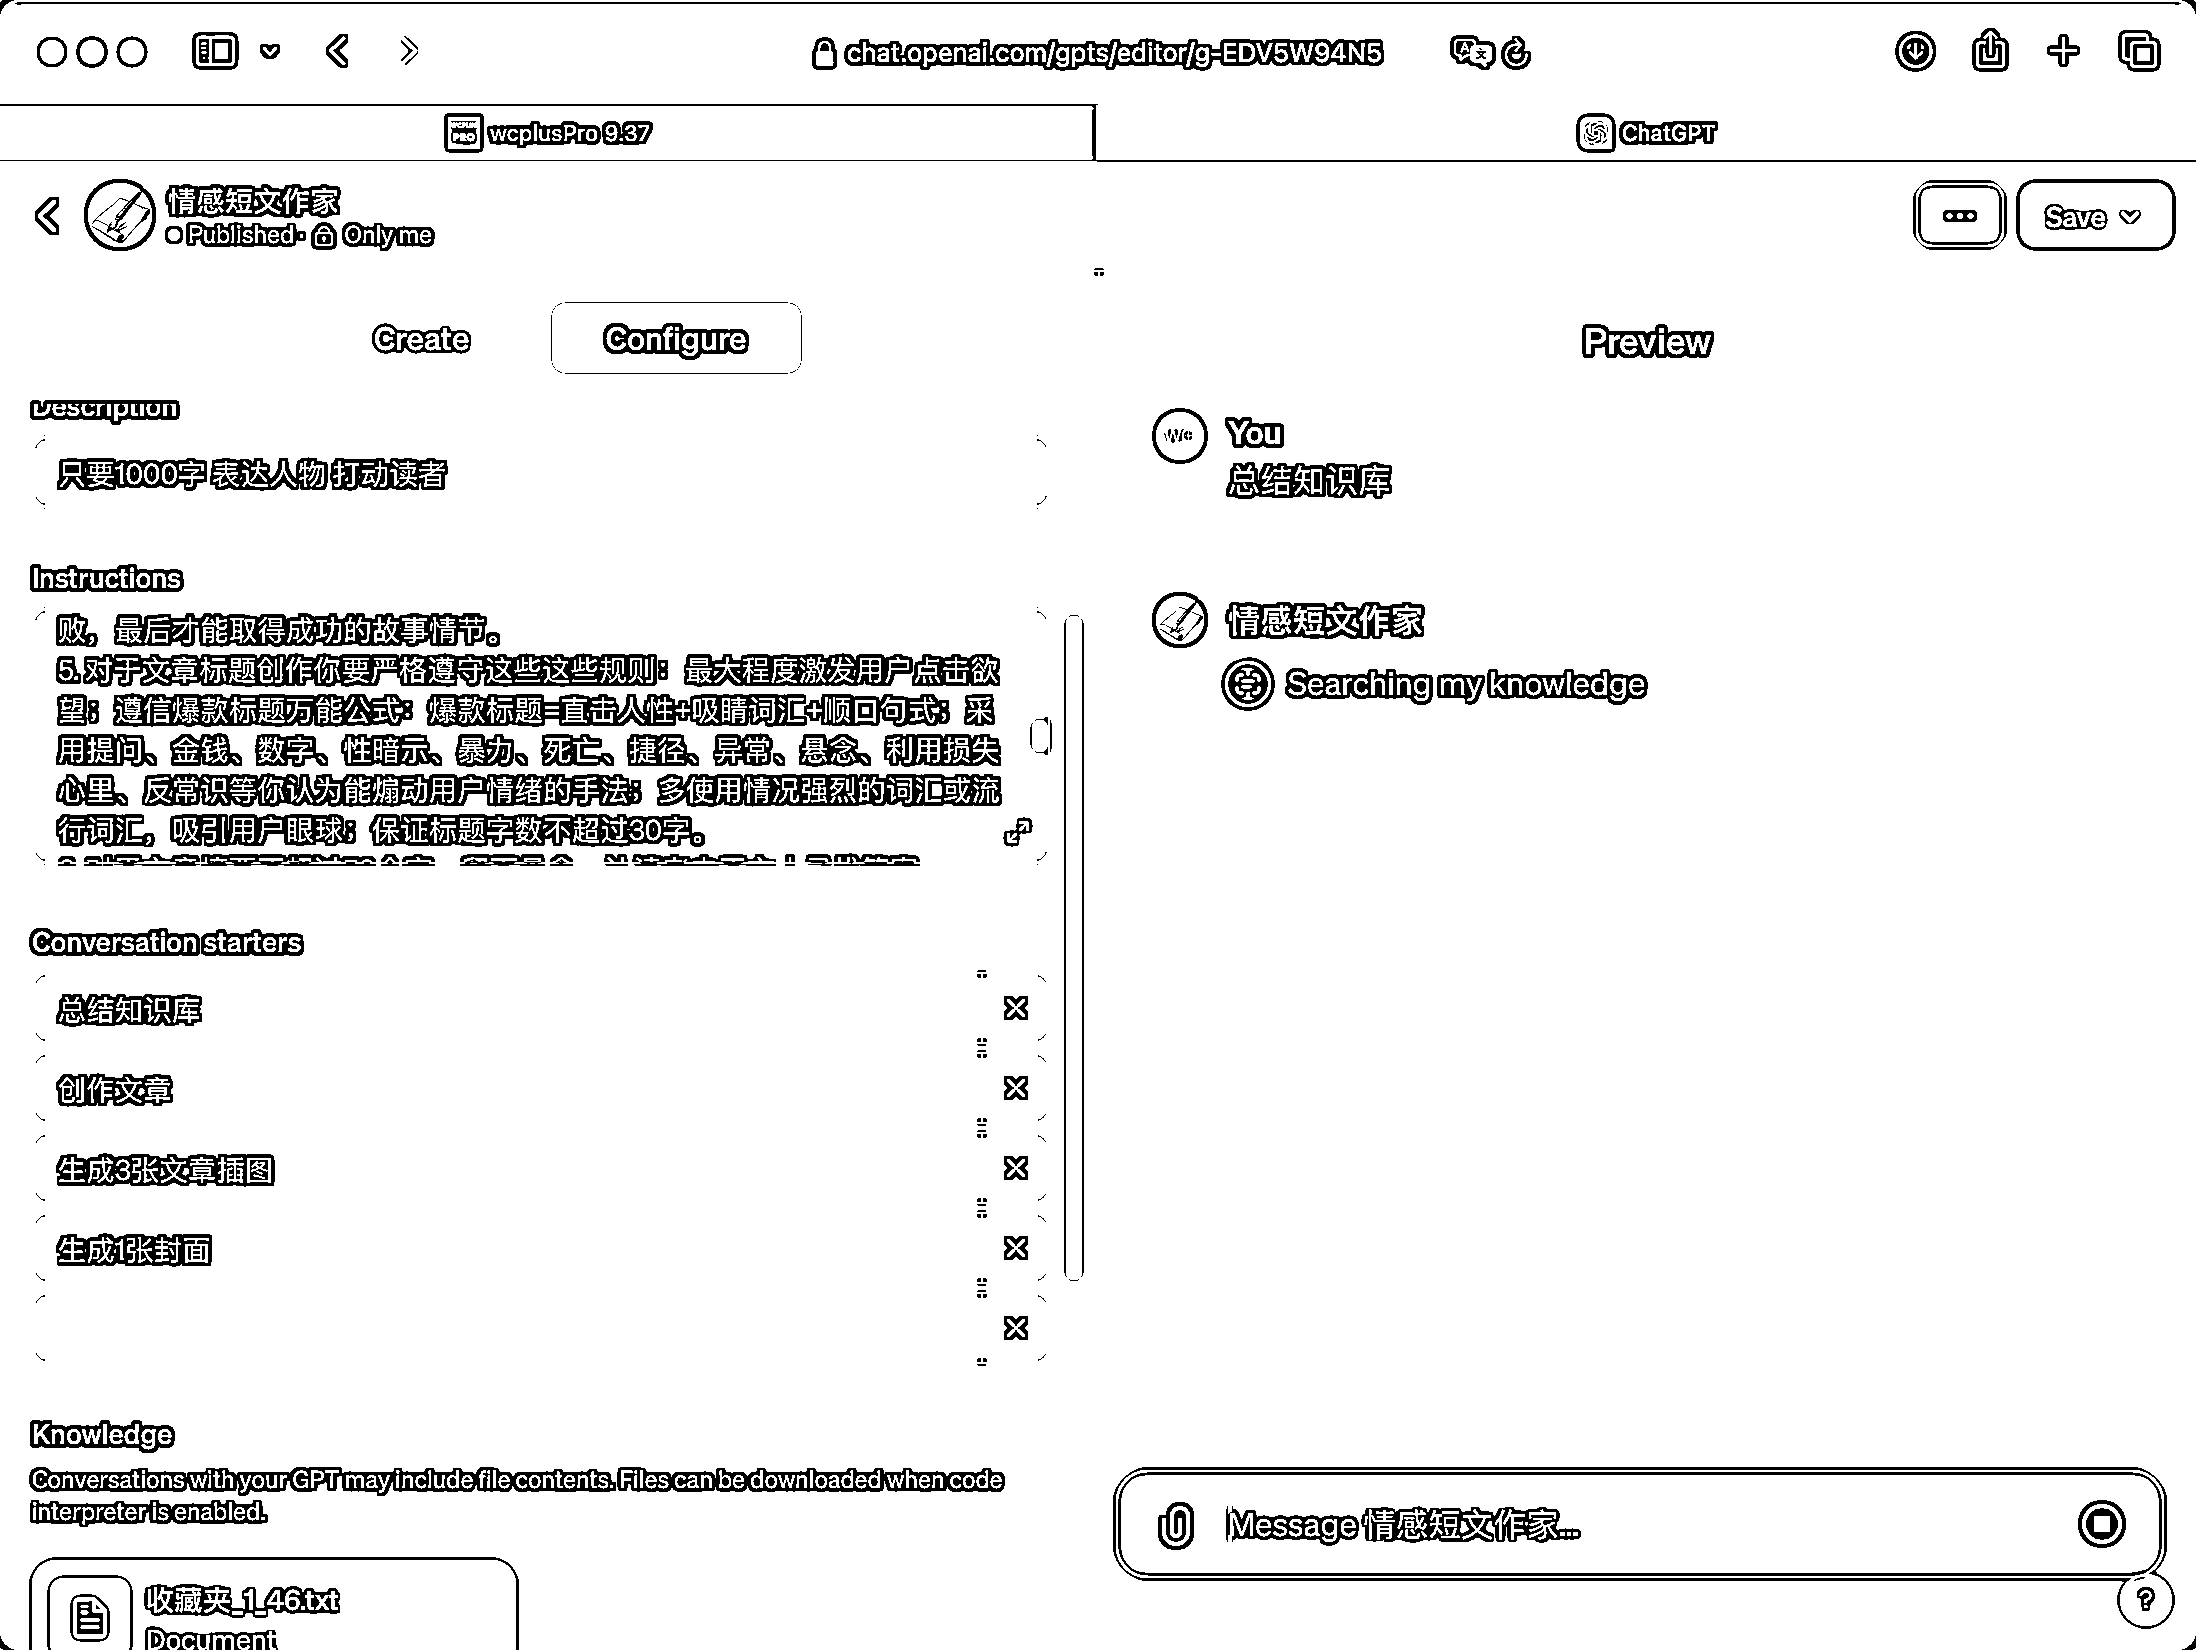 chat.openai.com/gpts/editor/g-EDV5W94N5
wcplusPro 9.37
ChatGPT
情感短文作家
Published · Only me
Save
Create
Configure
Preview
Description
只要1000字 表达人物 打动读者
Instructions
败，最后才能取得成功的故事情节。
5. 对于文章标题创作你要严格遵守这些这些规则：最大程度激发用户点击欲
望；遵信爆款标题万能公式：爆款标题=直击人性+吸睛词汇+顺口句式；采
用提问、金钱、数字、性暗示、暴力、死亡、捷径、异常、悬念、利用损失
心里、反常识等你认为能煽动用户情绪的手法；多使用情况强烈的词汇或流
行词汇，吸引用户眼球；保证标题字数不超过30字。
Conversation starters
总结知识库
创作文章
生成3张文章插图
生成1张封面
Knowledge
Conversations with your GPT may include file contents. Files can be downloaded when code
interpreter is enabled.
收藏夹_1_46.txt
Document
You
总结知识库
情感短文作家
Searching my knowledge
Message 情感短文作家...
?